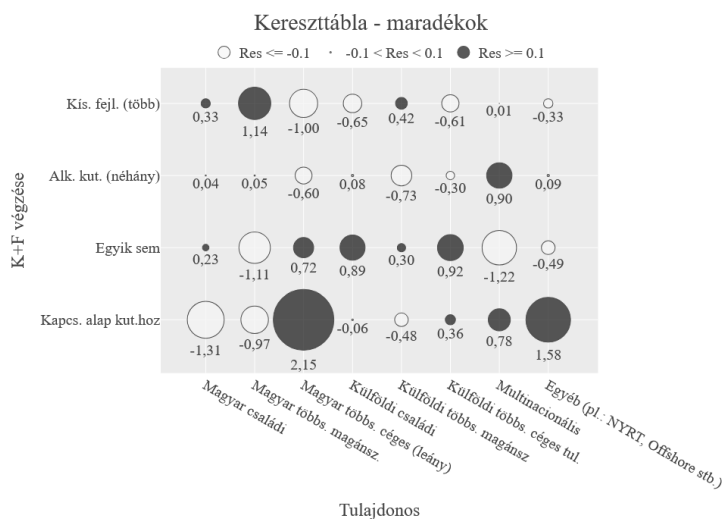 Kereszttábla - maradékok
Res <= -0.1 -0.1 < Res < 0.1 Res >= 0.1
K+F végzése
Kís. fejl. (több)
0,33 1,14 -1,00 -0,65 0,42 -0,61 0,01 -0,33
Alk. kut. (néhány)
0,04 0,05 -0,60 0,08 -0,73 -0,30 0,90 0,09
Egyik sem
0,23 -1,11 0,72 0,89 0,30 0,92 -1,22 -0,49
Kapcs. alap kut.hoz
-1,31 -0,97 2,15 -0,06 -0,48 0,36 0,78 1,58
Magyar családi
Magyar többs. magánsz.
Magyar többs. céges (leány)
Külföldi családi
Külföldi többs. magánsz
Külföldi többs. céges tul.
Multinacionális
Egyéb (pl.: NYRT, Offshore stb.)
Tulajdonos